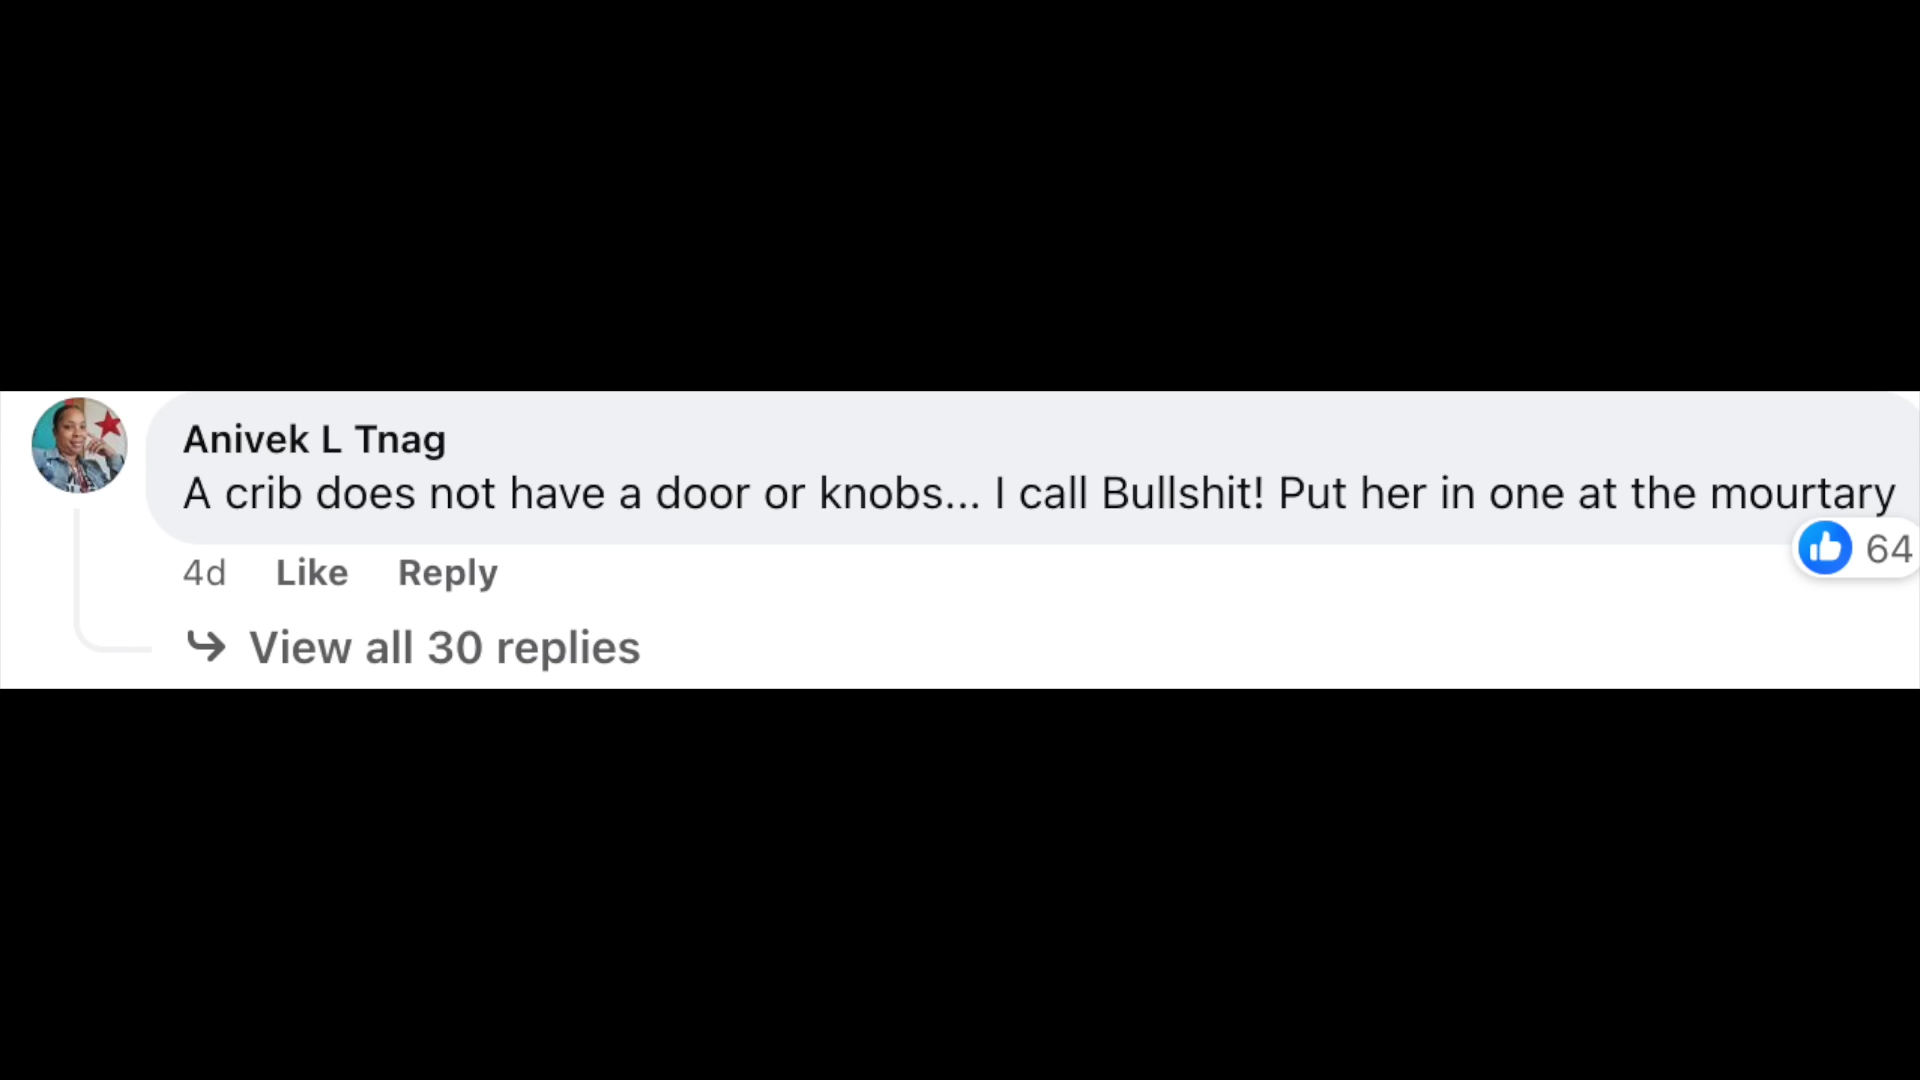 Anivek L Tnag
A crib does not have a door or knobs... I call Bullshit! Put her in one at the mourtary
64
4d Like Reply
View all 30 replies